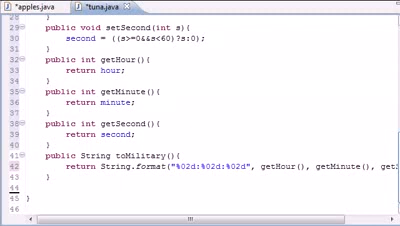 *apples.java *tuna.java
28 }
29 public void setSecond(int s){
30 second = ((s>=0&&s<60)?s:0);
31 }
32 public int getHour(){
33 return hour;
34 }
35 public int getMinute(){
36 return minute;
37 }
38 public int getSecond(){
39 return second;
40 }
41 public String toMilitary(){
42 return String.format("%02d:%02d:%02d", getHour(), getMinute(), getS
43 }
44
45 }
46